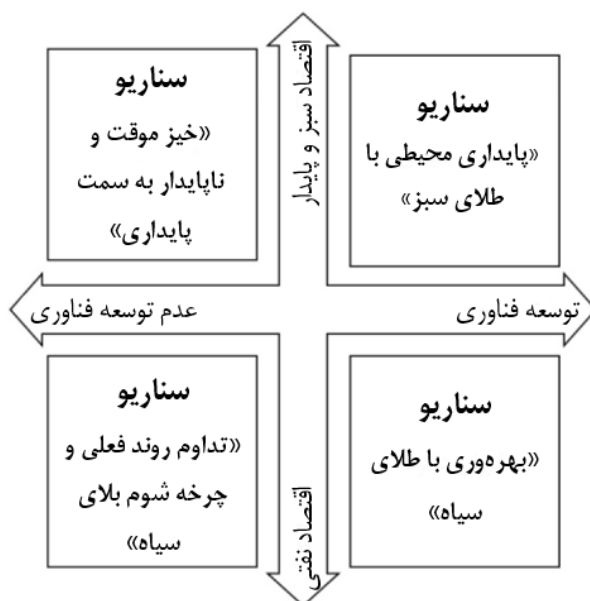 اقتصاد سبز و پایدار
سناریو
«پایداری محیطی با
طلای سبز»
سناریو
«خیز موقت و
ناپایدار به سمت
پایداری»
توسعه فناوری
عدم توسعه فناوری
سناریو
«بهره‌وری با طلای
سیاه»
سناریو
«تداوم روند فعلی و
چرخه شوم بلای
سیاه»
اقتصاد نفتی